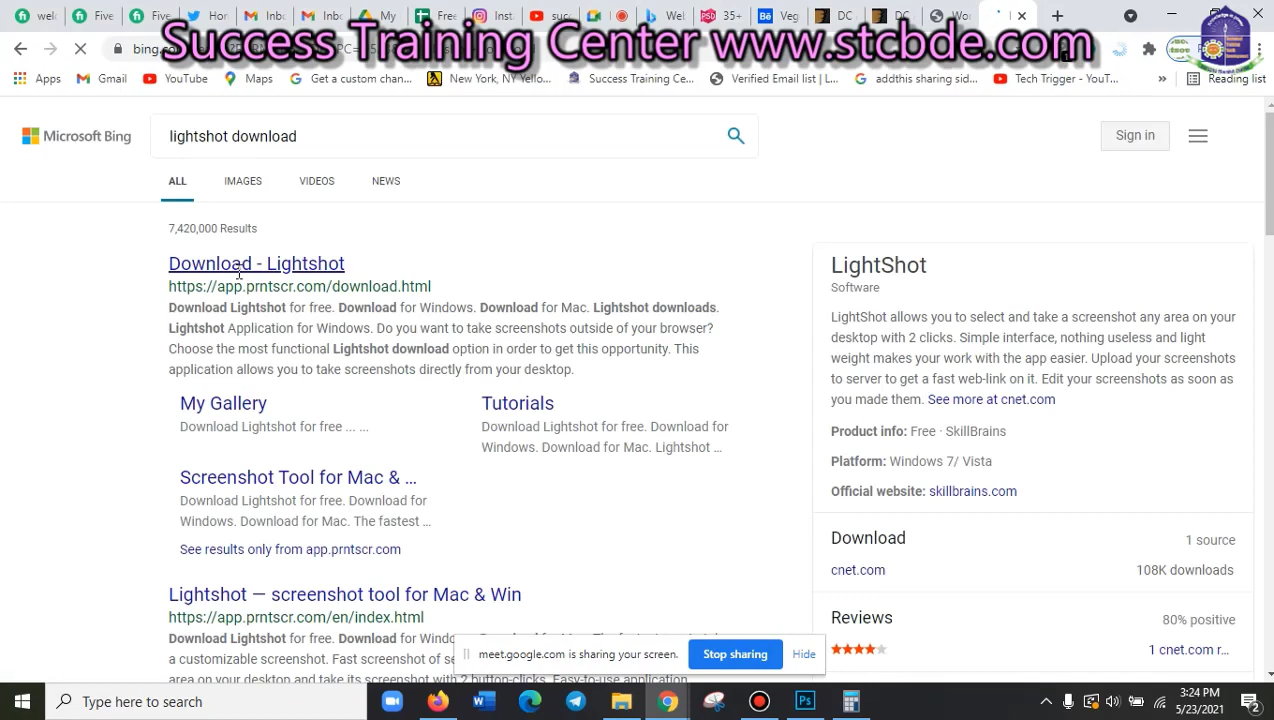 Inb
Five
Twi
Hor
Inb
Inb
My
Free
Inst
suc
We
Wel
35+
Veg
DC
DC
Wor
bing.co
Success Training Center www.stcbde.com
Apps
Gmail
YouTube
Maps
Get a custom chan...
New York, NY Yello...
Success Training Ce...
Verified Email list | L...
addthis sharing sid...
Tech Trigger - YouT...
»
Reading list
Microsoft Bing
lightshot download
Sign in
ALL
IMAGES
VIDEOS
NEWS
7,420,000 Results
Download - Lightshot
https://app.prntscr.com/download.html
Download Lightshot for free. Download for Windows. Download for Mac. Lightshot downloads.
Lightshot Application for Windows. Do you want to take screenshots outside of your browser?
Choose the most functional Lightshot download option in order to get this opportunity. This
application allows you to take screenshots directly from your desktop.
My Gallery
Download Lightshot for free ... ...
Tutorials
Download Lightshot for free. Download for
Windows. Download for Mac. Lightshot ...
Screenshot Tool for Mac & ...
Download Lightshot for free. Download for
Windows. Download for Mac. The fastest ...
See results only from app.prntscr.com
Lightshot — screenshot tool for Mac & Win
https://app.prntscr.com/en/index.html
Download Lightshot for free. Download for
a customizable screenshot. Fast screenshot of se
area on your desktop and take its screenshot with 2 button-clicks. Easy-to-use application
LightShot
Software
LightShot allows you to select and take a screenshot any area on your
desktop with 2 clicks. Simple interface, nothing useless and light
weight makes your work with the app easier. Upload your screenshots
to server to get a fast web-link on it. Edit your screenshots as soon as
you made them. See more at cnet.com
Product info: Free · SkillBrains
Platform: Windows 7/ Vista
Official website: skillbrains.com
Download
1 source
cnet.com
108K downloads
Reviews
80% positive
1 cnet.com r...
meet.google.com is sharing your screen.
Stop sharing
Hide
Type here to search
3:24 PM
5/23/2021
2